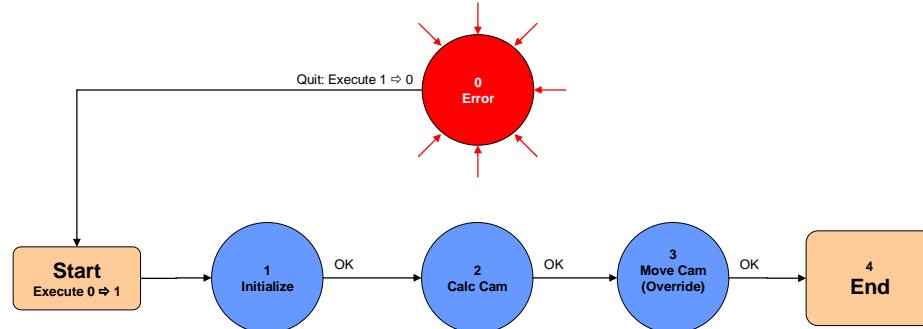 0
Error
Quit: Execute 1 ⇨ 0
Start
Execute 0 ⇨ 1
1
Initialize
OK
2
Calc Cam
OK
3
Move Cam
(Override)
OK
4
End